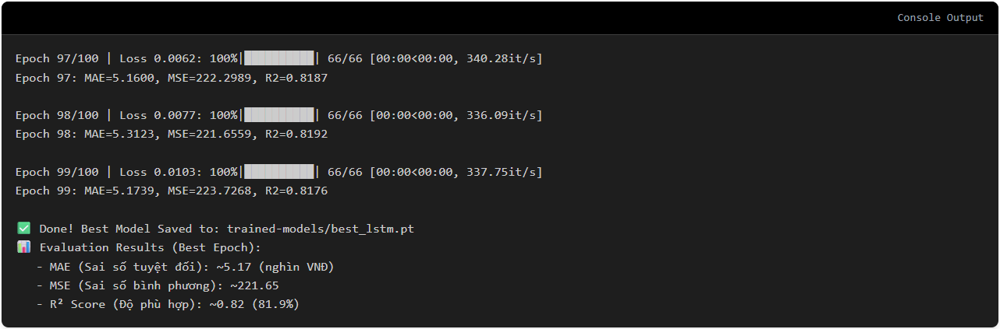 Console Output
Epoch 97/100 | Loss 0.0062: 100%|██████████| 66/66 [00:00<00:00, 340.28it/s]
Epoch 97: MAE=5.1600, MSE=222.2989, R2=0.8187
Epoch 98/100 | Loss 0.0077: 100%|██████████| 66/66 [00:00<00:00, 336.09it/s]
Epoch 98: MAE=5.3123, MSE=221.6559, R2=0.8192
Epoch 99/100 | Loss 0.0103: 100%|██████████| 66/66 [00:00<00:00, 337.75it/s]
Epoch 99: MAE=5.1739, MSE=223.7268, R2=0.8176
✅ Done! Best Model Saved to: trained-models/best_lstm.pt
📊 Evaluation Results (Best Epoch):
- MAE (Sai số tuyệt đối): ~5.17 (nghìn VNĐ)
- MSE (Sai số bình phương): ~221.65
- R² Score (Độ phù hợp): ~0.82 (81.9%)